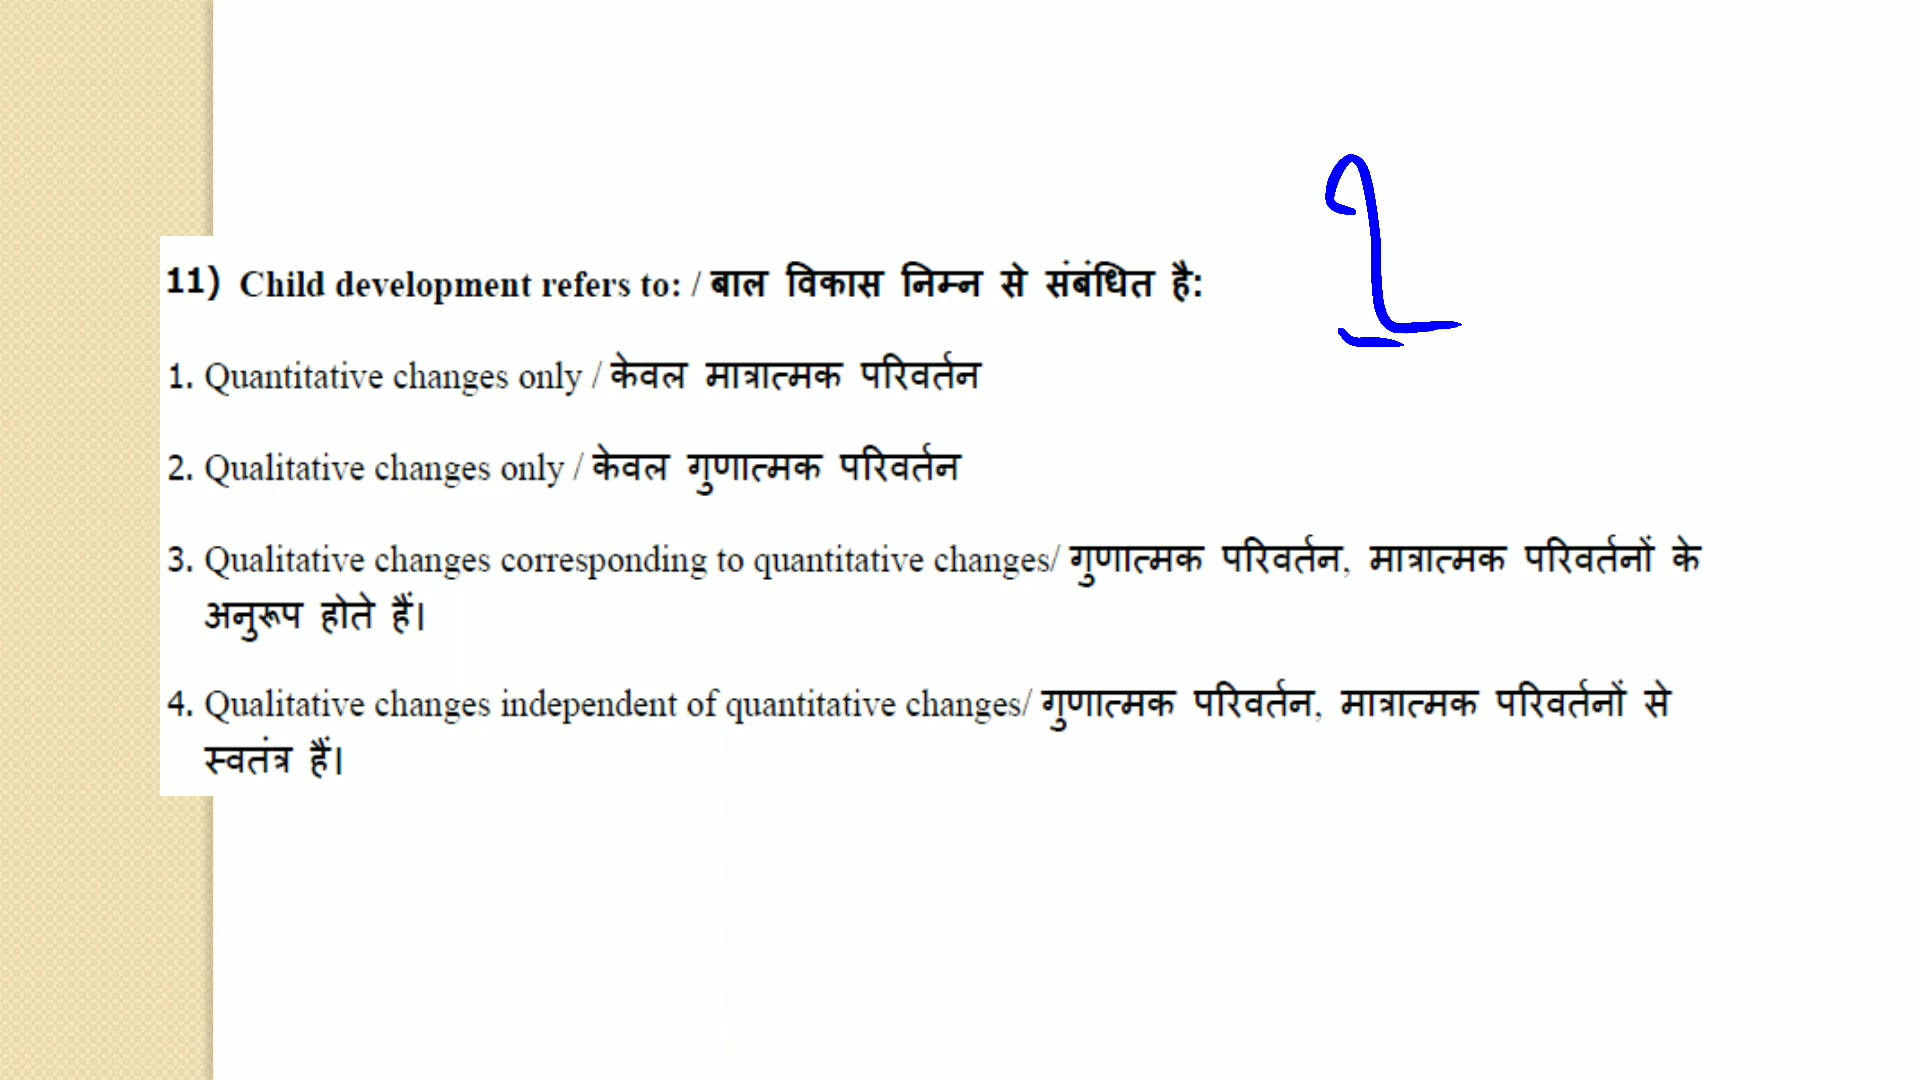 11) Child development refers to: / बाल विकास निम्न से संबंधित है:
1. Quantitative changes only / केवल मात्रात्मक परिवर्तन
2. Qualitative changes only / केवल गुणात्मक परिवर्तन
3. Qualitative changes corresponding to quantitative changes/ गुणात्मक परिवर्तन, मात्रात्मक परिवर्तनों के
अनुरूप होते हैं।
4. Qualitative changes independent of quantitative changes/ गुणात्मक परिवर्तन, मात्रात्मक परिवर्तनों से
स्वतंत्र हैं।